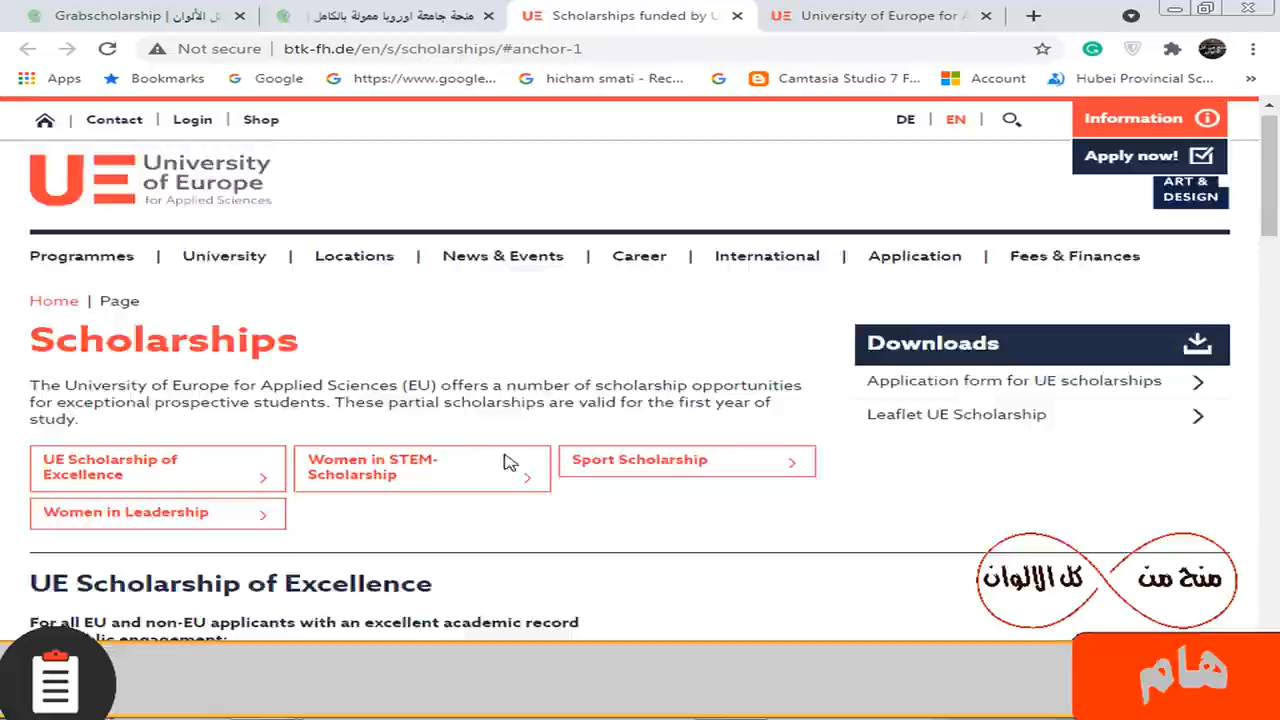 Grabscholarship | كل الألوان
منحة جامعة اوروبا ممولة بالكامل |
UE Scholarships funded by U
UE University of Europe for A
Not secure | btk-fh.de/en/s/scholarships/#anchor-1
Apps Bookmarks Google https://www.google... hicham smati - Rec... Camtasia Studio 7 F... Account Hubei Provincial Sc... »
| Contact | Login | Shop
DE | EN
Information
Apply now!
ART &
DESIGN
UE University
of Europe
for Applied Sciences
Programmes | University | Locations | News & Events | Career | International | Application | Fees & Finances
Home | Page
Scholarships
The University of Europe for Applied Sciences (EU) offers a number of scholarship opportunities
for exceptional prospective students. These partial scholarships are valid for the first year of
study.
Downloads
Application form for UE scholarships
Leaflet UE Scholarship
UE Scholarship of
Excellence
Women in STEM-
Scholarship
Sport Scholarship
Women in Leadership
UE Scholarship of Excellence
For all EU and non-EU applicants with an excellent academic record
منح من كل الالوان
هام